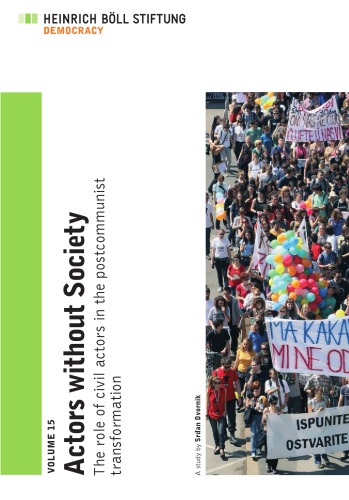 HEINRICH BÖLL STIFTUNG
DEMOCRACY
VOLUME 15
Actors without Society
The role of civil actors in the postcommunist
transformation
A study by Srđan Dvornik
IMA KAKA
MI NE OD
ISPUNITE
OSTVARITE